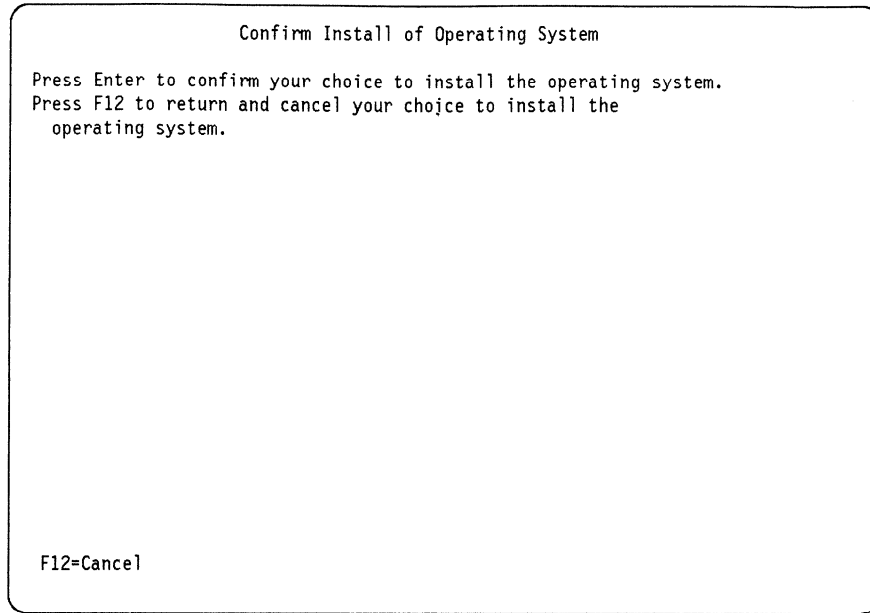 Confirm Install of Operating System
Press Enter to confirm your choice to install the operating system.
Press F12 to return and cancel your choice to install the
operating system.
F12=Cancel